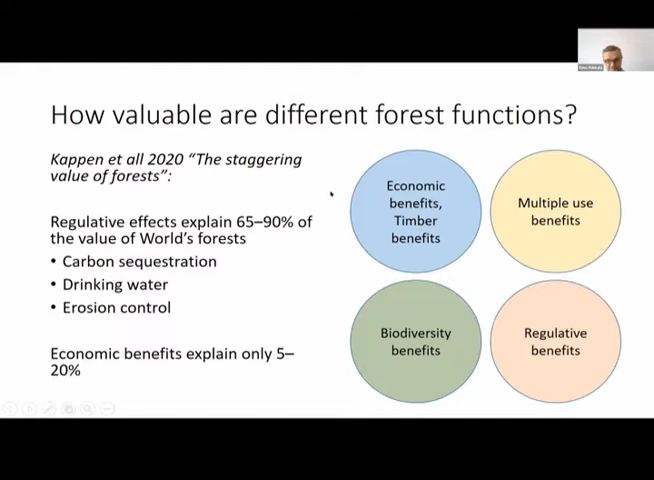 How valuable are different forest functions?
Kappen et all 2020 “The staggering
value of forests”:
Regulative effects explain 65–90% of
the value of World’s forests
• Carbon sequestration
• Drinking water
• Erosion control
Economic benefits explain only 5–
20%
Economic
benefits,
Timber
benefits
Multiple use
benefits
Biodiversity
benefits
Regulative
benefits